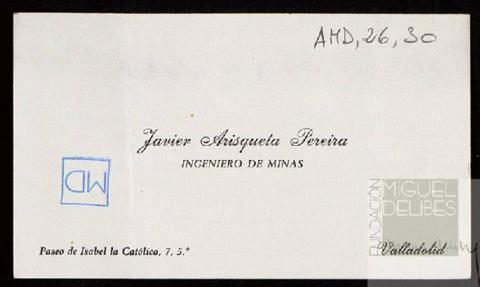 AMD, 26, 30
Javier Arisqueta Pereira
INGENIERO DE MINAS
MD
FUNDACIÓN
MIGUEL
DELIBES
Paseo de Isabel la Católica, 7, 5.º
Valladolid